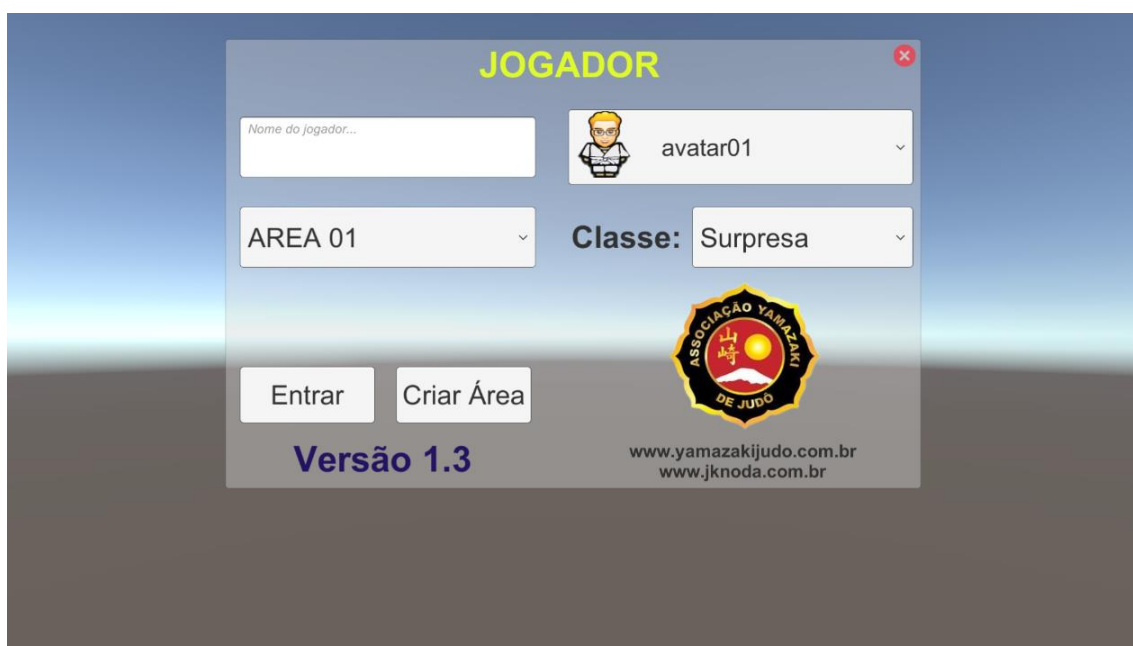 JOGADOR
Nome do jogador...
avatar01
AREA 01
Classe: Surpresa
ASSOCIAÇÃO YAMAZAKI
山崎
DE JUDÔ
Entrar
Criar Área
Versão 1.3
www.yamazakijudo.com.br
www.jknoda.com.br